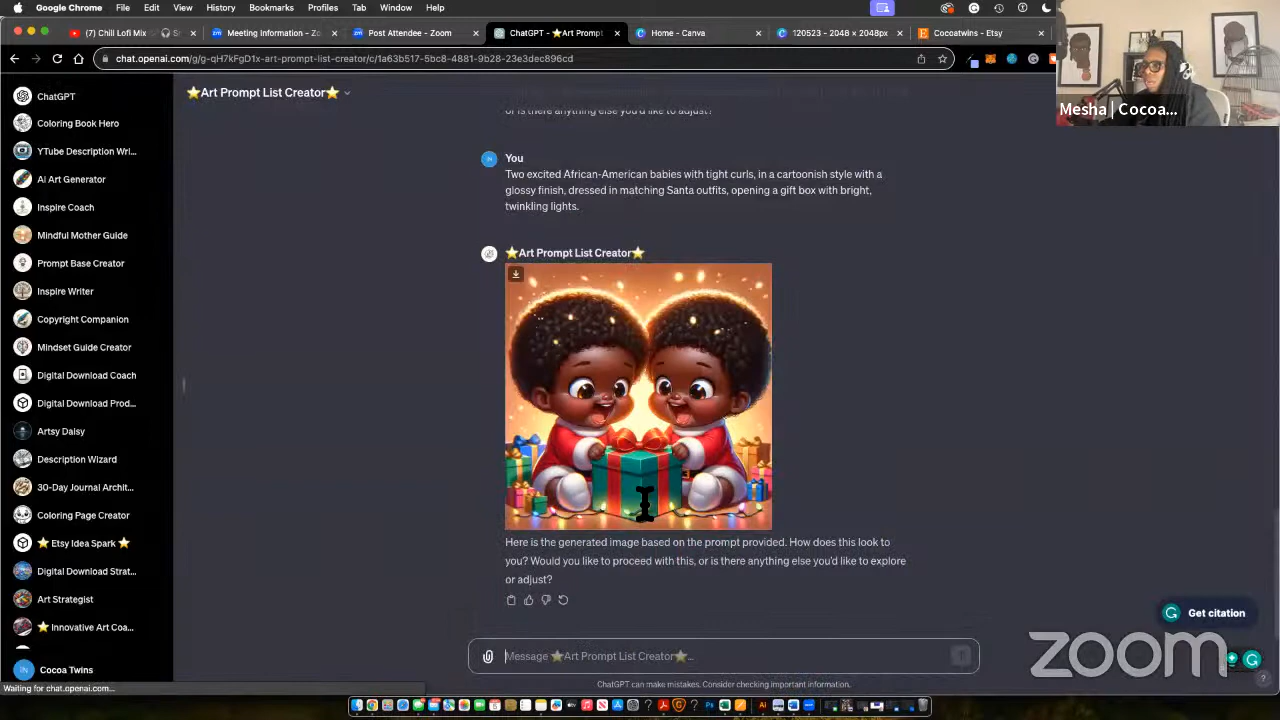 Google Chrome File Edit View History Bookmarks Profiles Tab Window Help
(7) Chill Lofi Mix
Meeting Information - Zo
Post Attendee - Zoom
ChatGPT - ⭐Art Prompt
Home - Canva
120523 - 2048 × 2048px
Cocoatwins - Etsy
chat.openai.com/g/g-qH7kFgD1x-art-prompt-list-creator/c/1a63b517-5bc8-4881-9b28-23e3dec896cd
Mesha | Cocoa...
ChatGPT
Coloring Book Hero
YTube Description Wri...
AI Art Generator
Inspire Coach
Mindful Mother Guide
Prompt Base Creator
Inspire Writer
Copyright Companion
Mindset Guide Creator
Digital Download Coach
Digital Download Prod...
Artsy Daisy
Description Wizard
30-Day Journal Archit...
Coloring Page Creator
⭐ Etsy Idea Spark ⭐
Digital Download Strat...
Art Strategist
⭐ Innovative Art Coa...
Cocoa Twins
Waiting for chat.openai.com...
⭐Art Prompt List Creator⭐
or is there anything else you'd like to adjust?
You
Two excited African-American babies with tight curls, in a cartoonish style with a
glossy finish, dressed in matching Santa outfits, opening a gift box with bright,
twinkling lights.
⭐Art Prompt List Creator⭐
Here is the generated image based on the prompt provided. How does this look to
you? Would you like to proceed with this, or is there anything else you'd like to explore
or adjust?
Get citation
Message ⭐Art Prompt List Creator⭐...
ChatGPT can make mistakes. Consider checking important information.
zoom